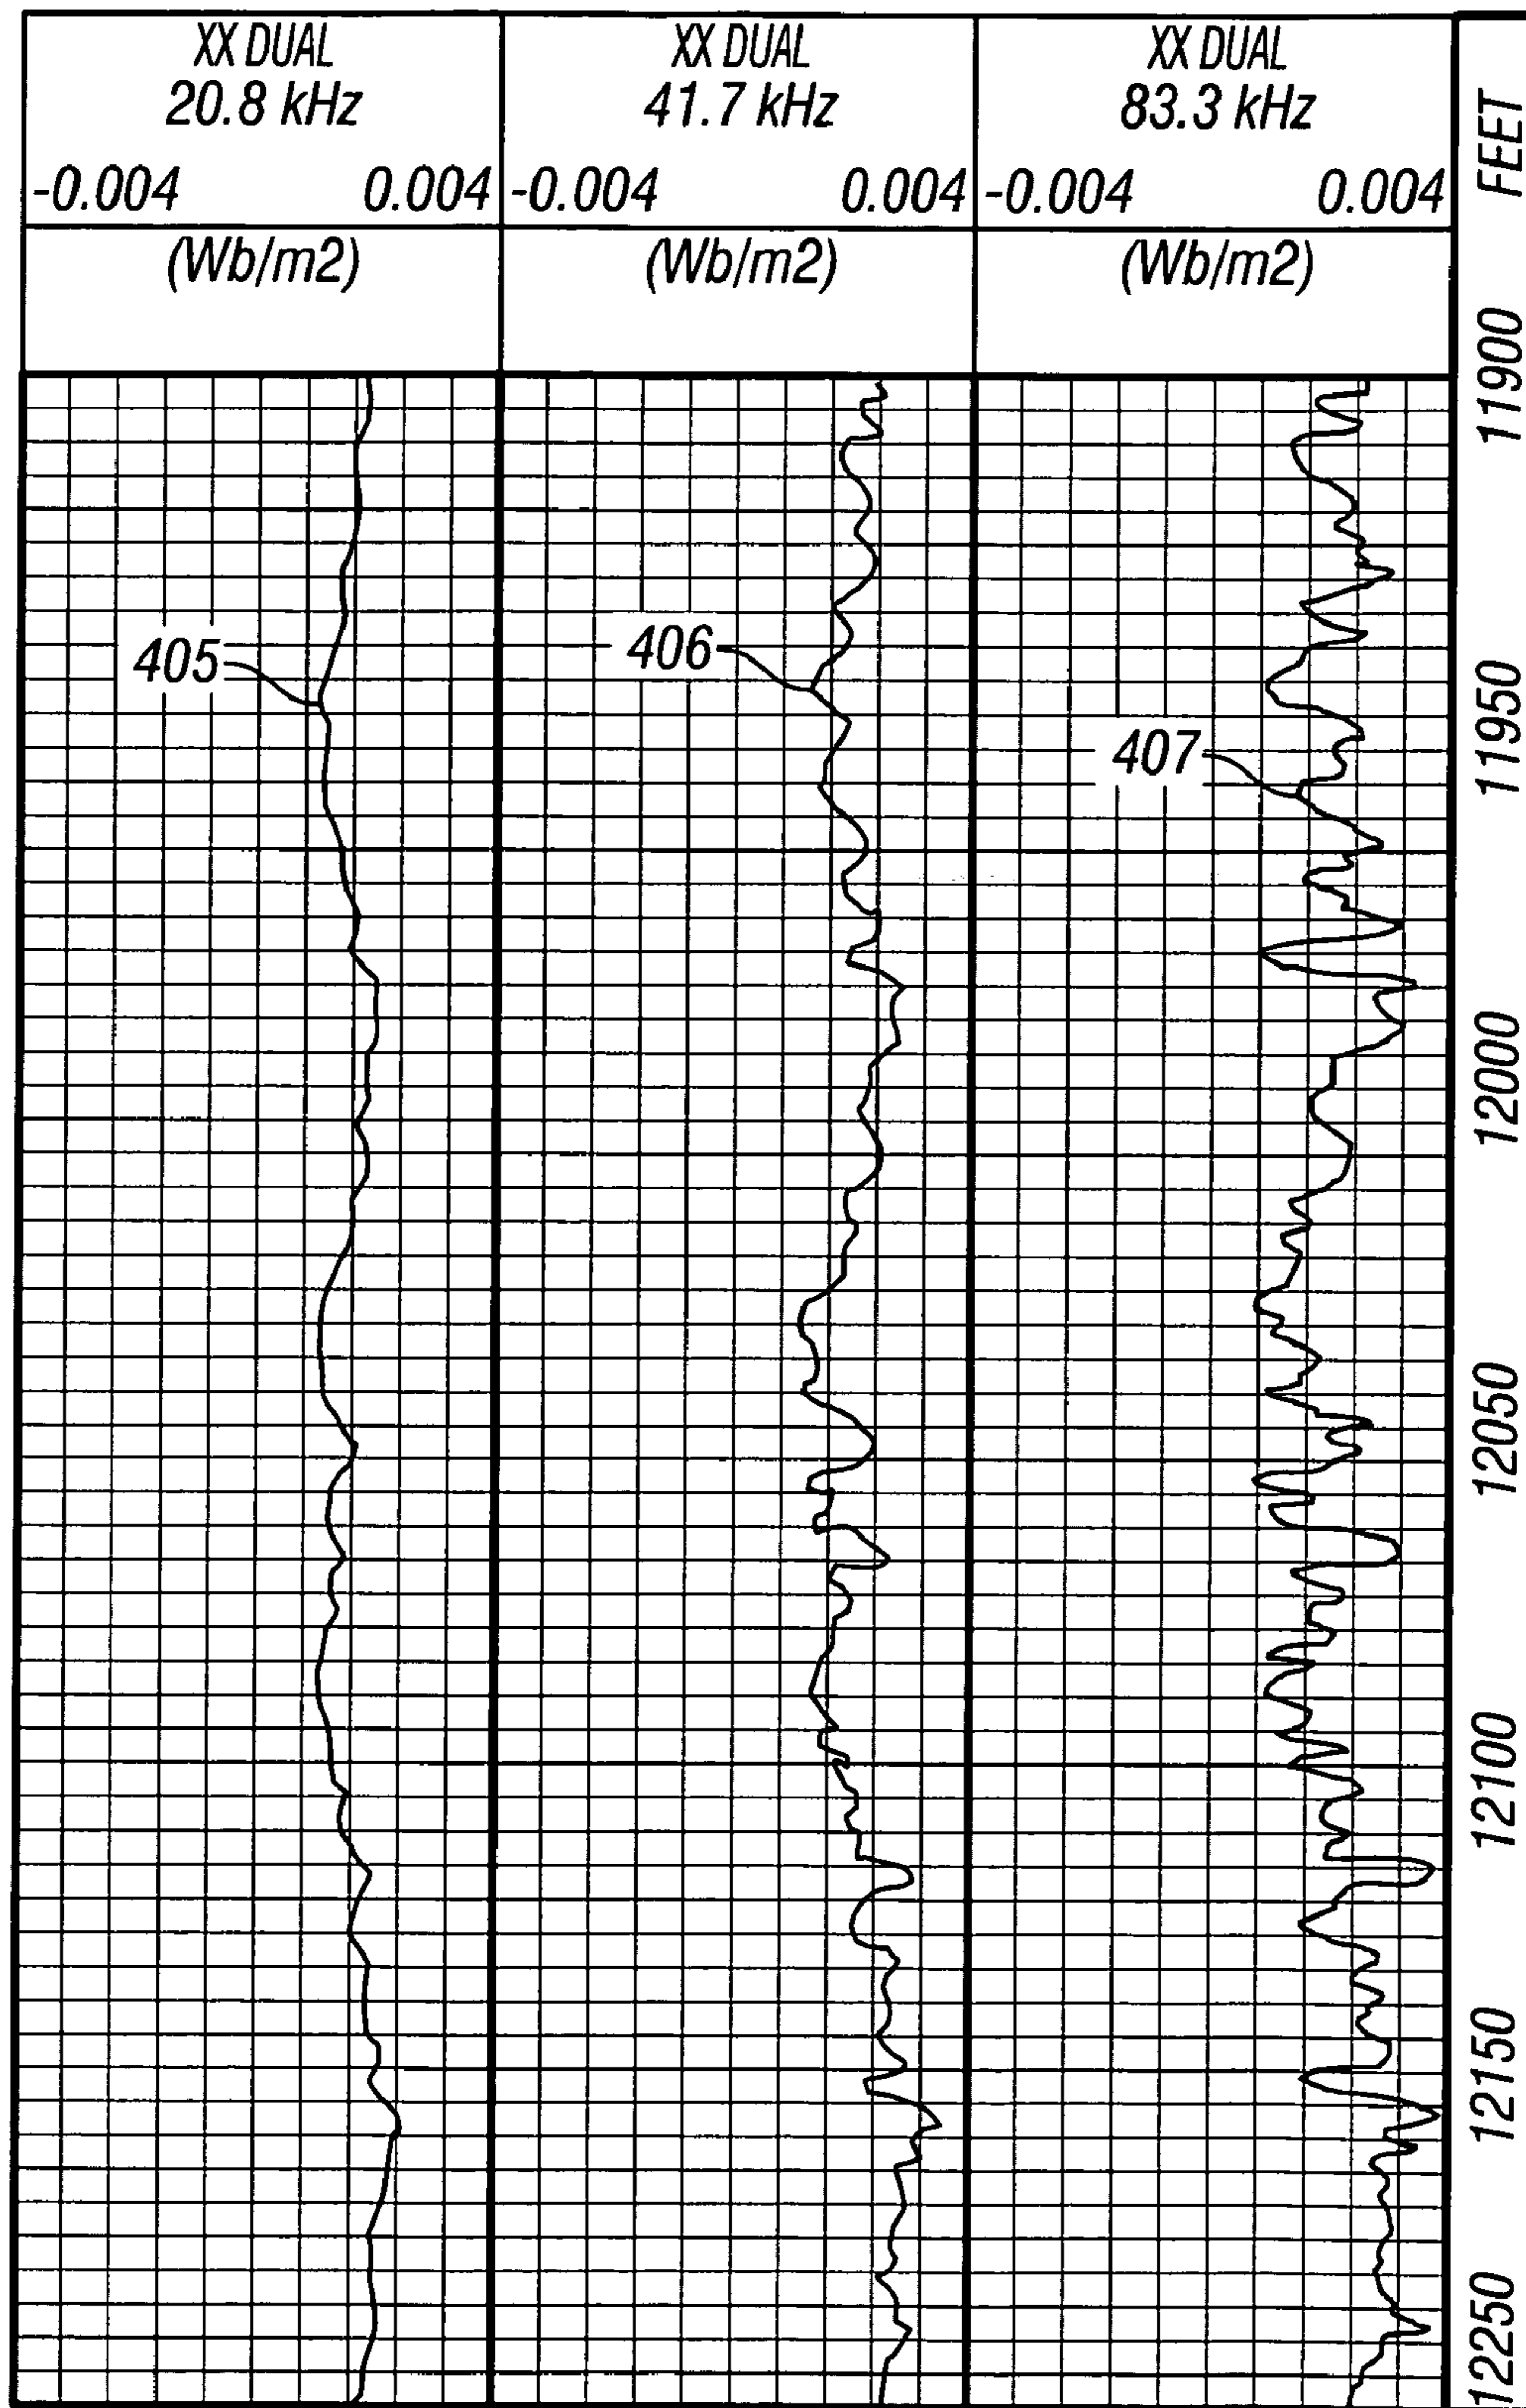 XX DUAL
20.8 kHz
-0.004 0.004
(Wb/m2)
XX DUAL
41.7 kHz
-0.004 0.004
(Wb/m2)
XX DUAL
83.3 kHz
-0.004 0.004
(Wb/m2)
FEET
11900
11950
12000
12050
12100
12150
12250
405
406
407